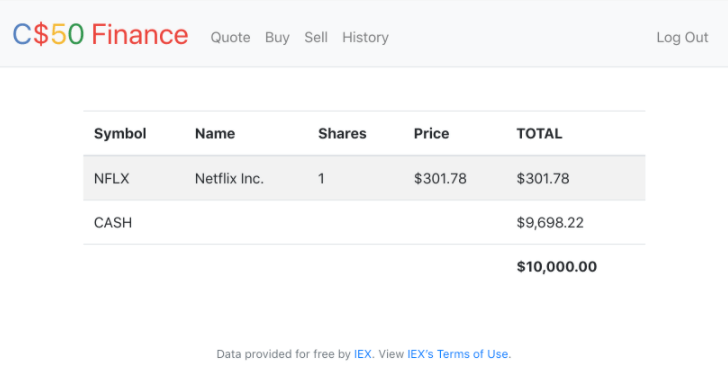 C$50 Finance Quote Buy Sell History Log Out
Symbol Name Shares Price TOTAL
NFLX Netflix Inc. 1 $301.78 $301.78
CASH $9,698.22
$10,000.00
Data provided for free by IEX. View IEX's Terms of Use.